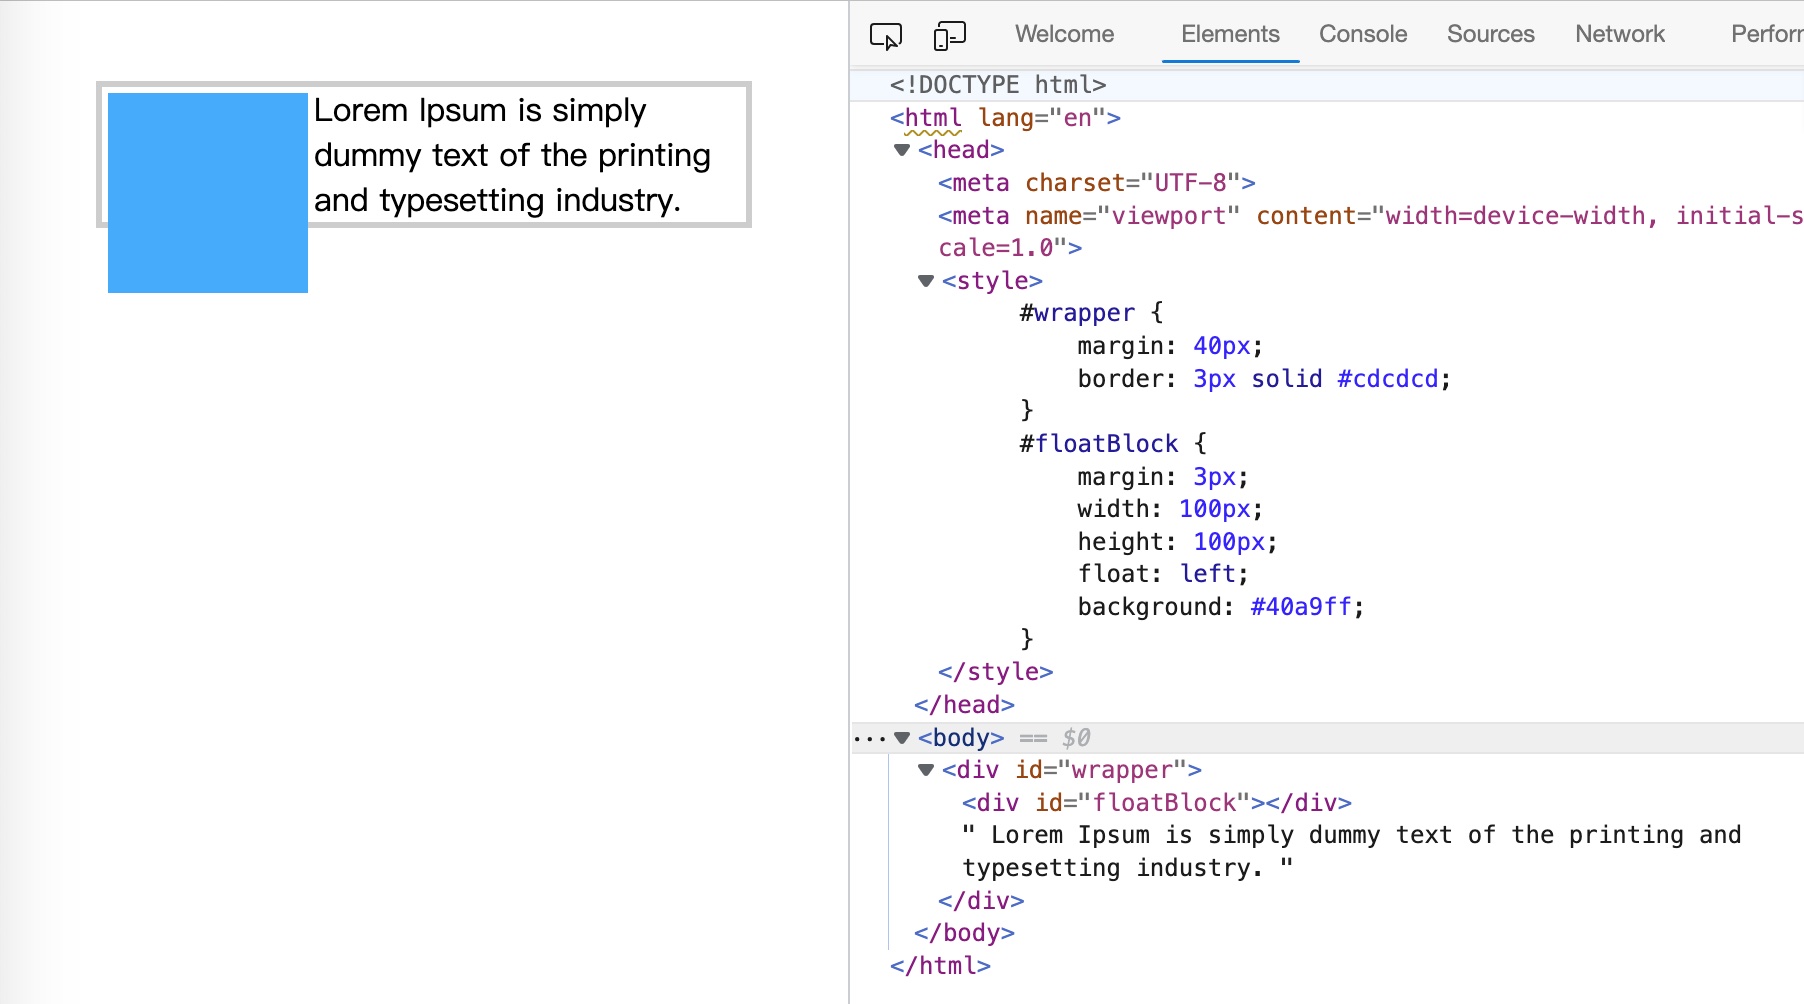 Lorem Ipsum is simply
dummy text of the printing
and typesetting industry.
Welcome Elements Console Sources Network Perfor
<!DOCTYPE html>
<html lang="en">
<head>
<meta charset="UTF-8">
<meta name="viewport" content="width=device-width, initial-s
cale=1.0">
<style>
#wrapper {
margin: 40px;
border: 3px solid #cdcdcd;
}
#floatBlock {
margin: 3px;
width: 100px;
height: 100px;
float: left;
background: #40a9ff;
}
</style>
</head>
••• <body> == $0
<div id="wrapper">
<div id="floatBlock"></div>
" Lorem Ipsum is simply dummy text of the printing and
typesetting industry. "
</div>
</body>
</html>